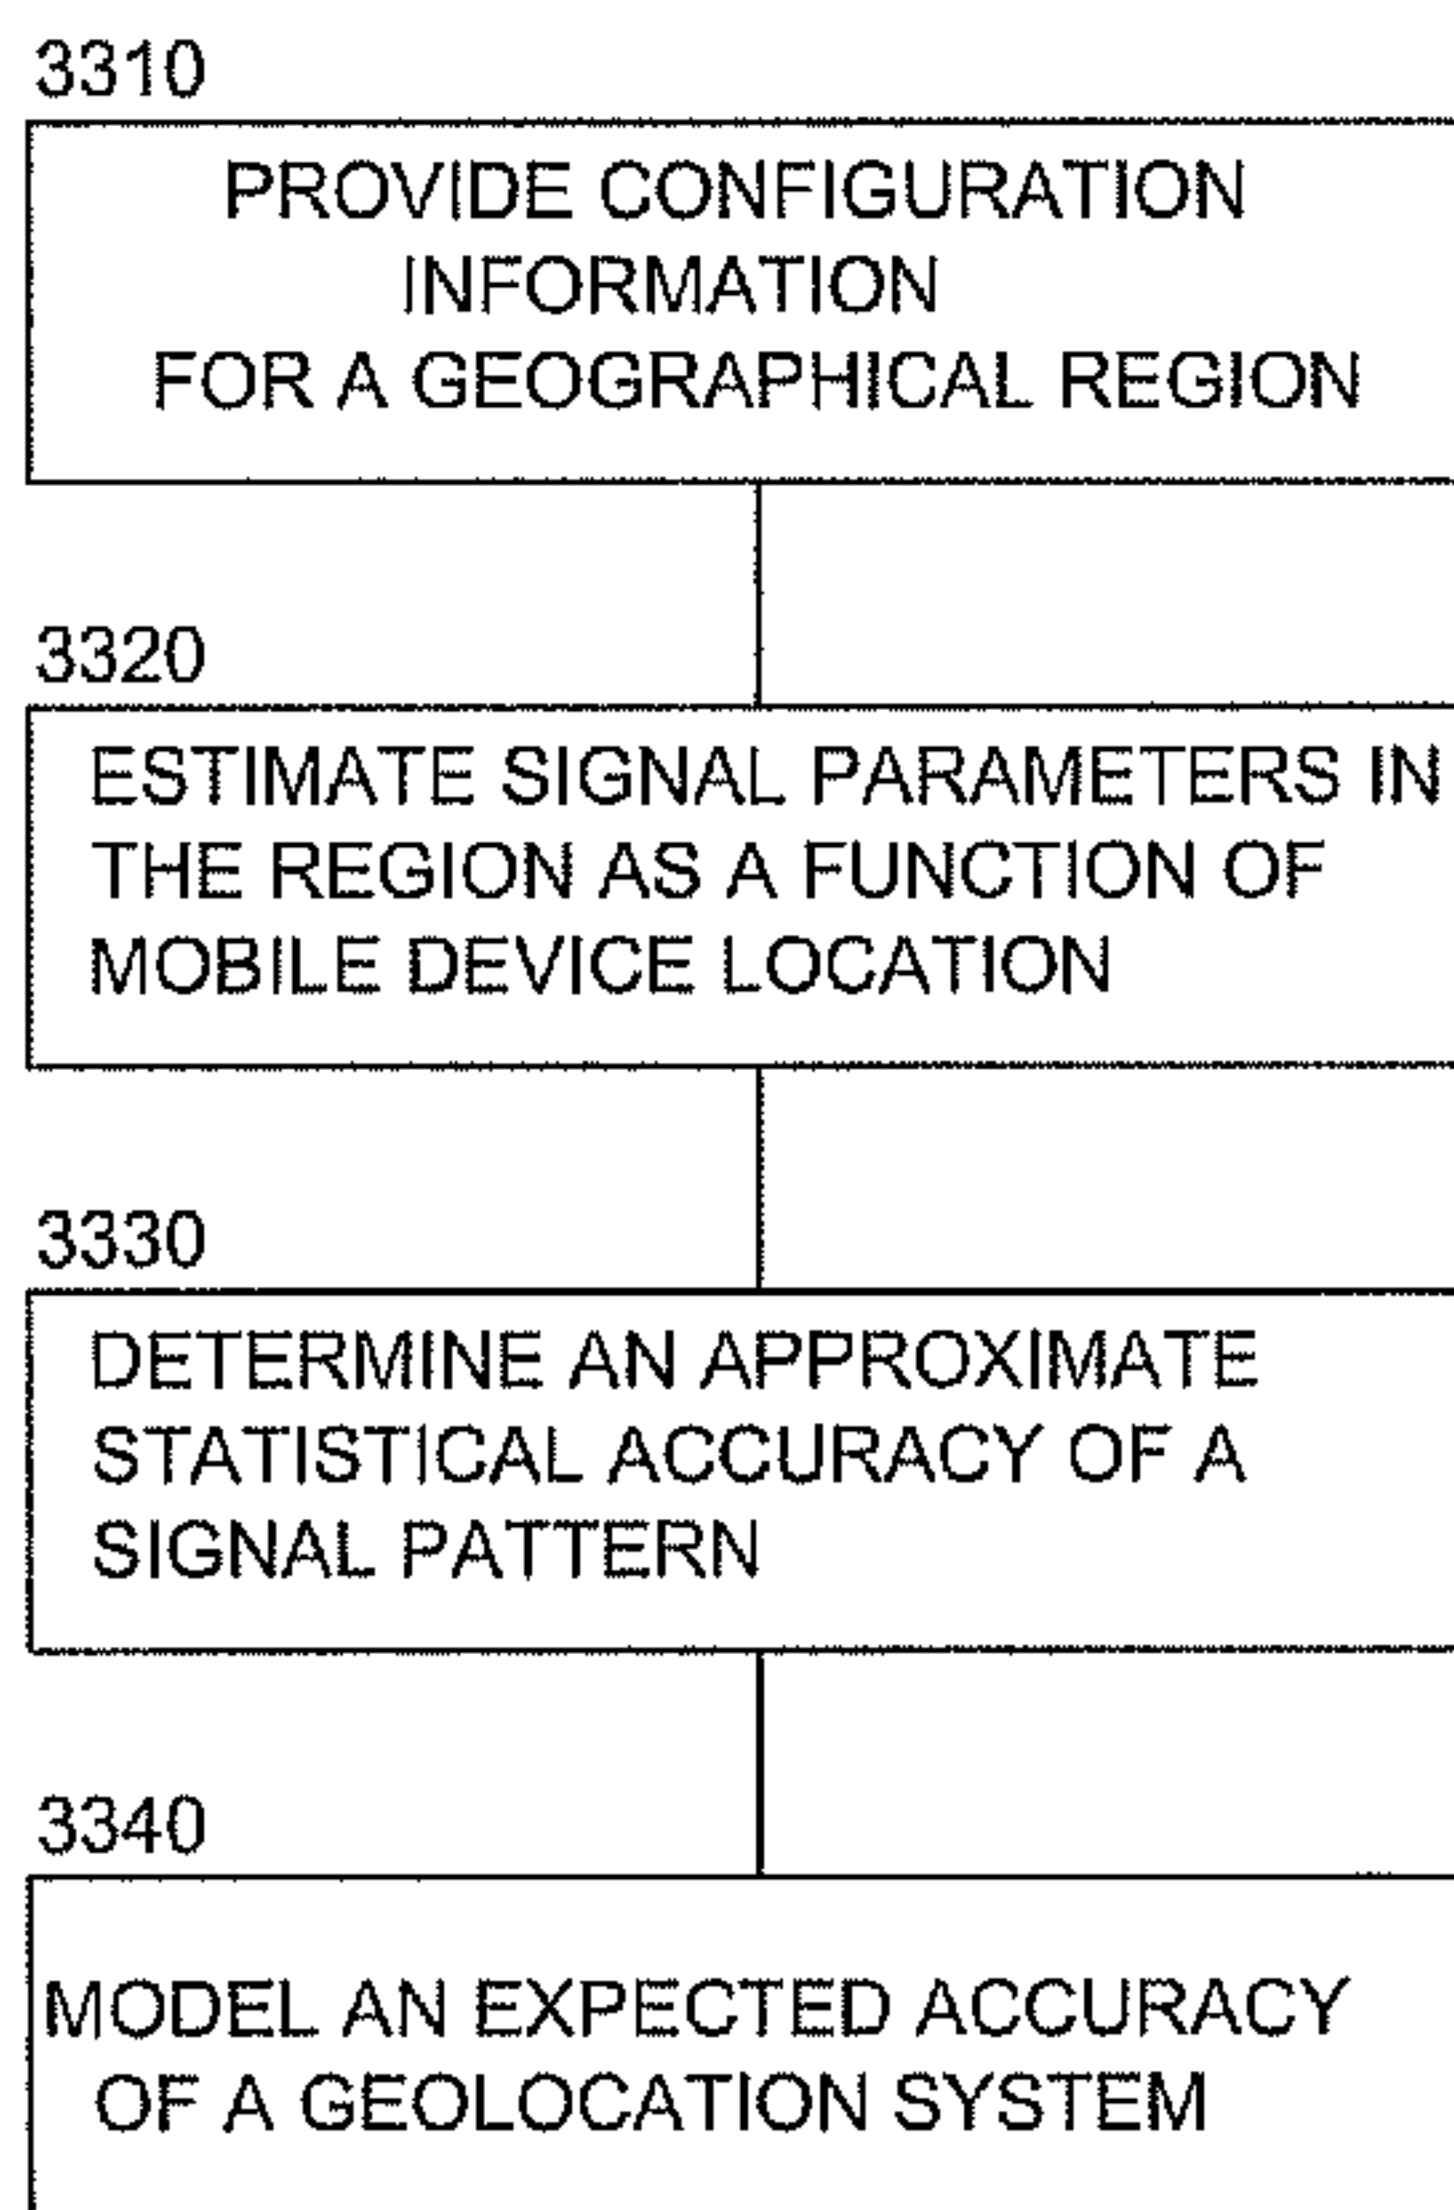 3310
PROVIDE CONFIGURATION
INFORMATION
FOR A GEOGRAPHICAL REGION
3320
ESTIMATE SIGNAL PARAMETERS IN
THE REGION AS A FUNCTION OF
MOBILE DEVICE LOCATION
3330
DETERMINE AN APPROXIMATE
STATISTICAL ACCURACY OF A
SIGNAL PATTERN
3340
MODEL AN EXPECTED ACCURACY
OF A GEOLOCATION SYSTEM